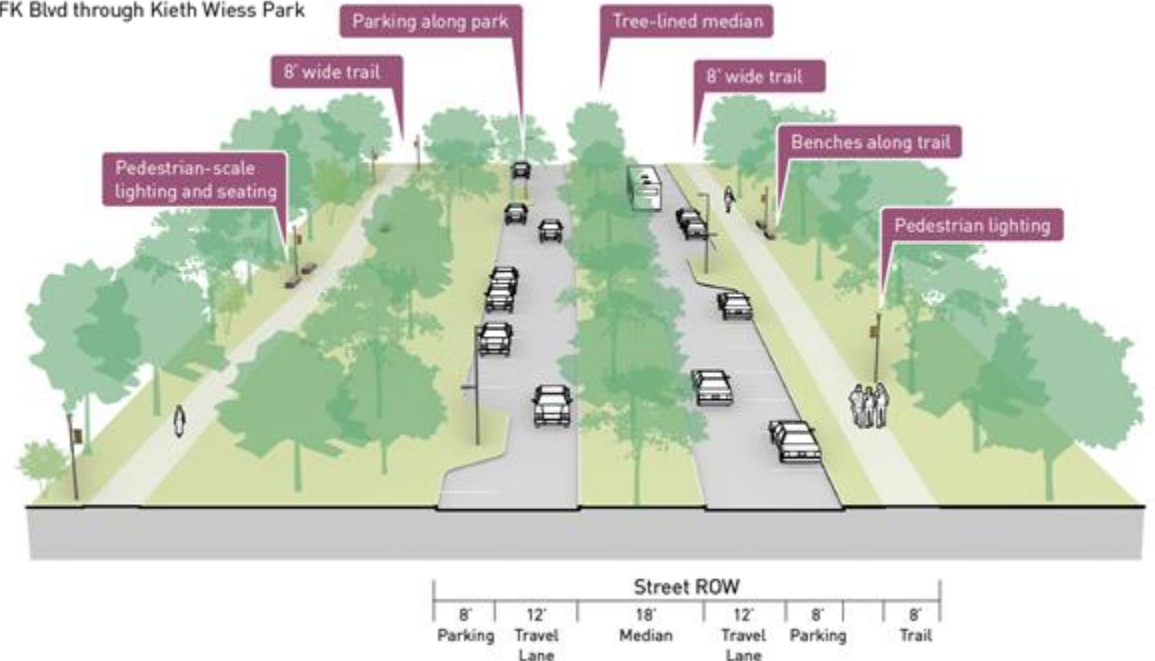 FK Blvd through Kieth Wiess Park
Parking along park
Tree-lined median
8' wide trail
8' wide trail
Benches along trail
Pedestrian-scale
lighting and seating
Pedestrian lighting
Street ROW
8' 12' 18' 12' 8' 8'
Parking Travel Median Travel Parking Trail
Lane Lane